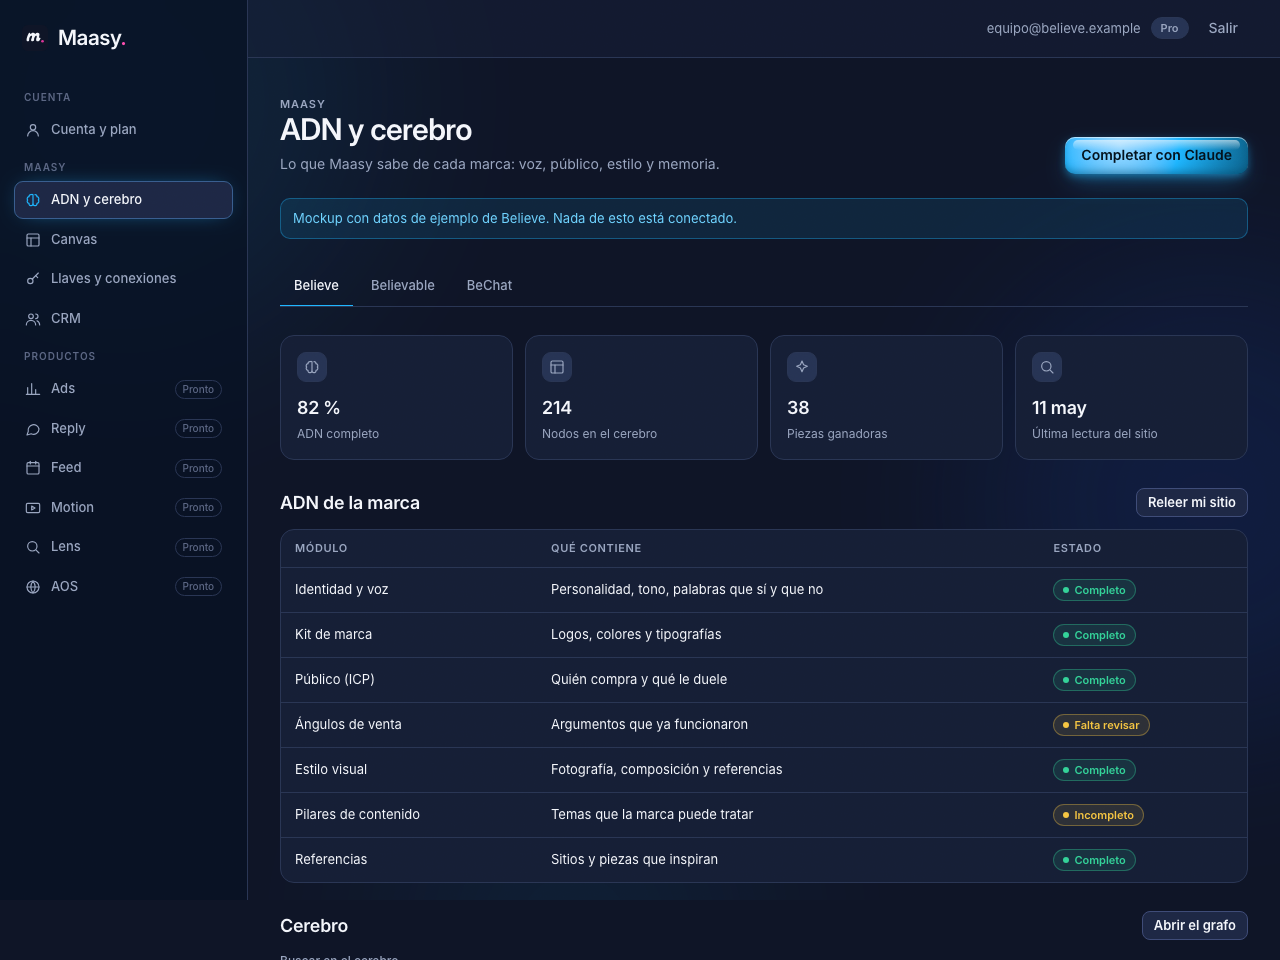 m. Maasy.
equipo@believe.example Pro Salir
CUENTA
Cuenta y plan
MAASY
ADN y cerebro
Canvas
Llaves y conexiones
CRM
PRODUCTOS
Ads Pronto
Reply Pronto
Feed Pronto
Motion Pronto
Lens Pronto
AOS Pronto
MAASY
ADN y cerebro
Lo que Maasy sabe de cada marca: voz, público, estilo y memoria.
Completar con Claude
Mockup con datos de ejemplo de Believe. Nada de esto está conectado.
Believe Believable BeChat
82 %
ADN completo
214
Nodos en el cerebro
38
Piezas ganadoras
11 may
Última lectura del sitio
ADN de la marca
Releer mi sitio
MÓDULO QUÉ CONTIENE ESTADO
Identidad y voz Personalidad, tono, palabras que sí y que no Completo
Kit de marca Logos, colores y tipografías Completo
Público (ICP) Quién compra y qué le duele Completo
Ángulos de venta Argumentos que ya funcionaron Falta revisar
Estilo visual Fotografía, composición y referencias Completo
Pilares de contenido Temas que la marca puede tratar Incompleto
Referencias Sitios y piezas que inspiran Completo
Cerebro
Abrir el grafo
Buscar en el cerebro